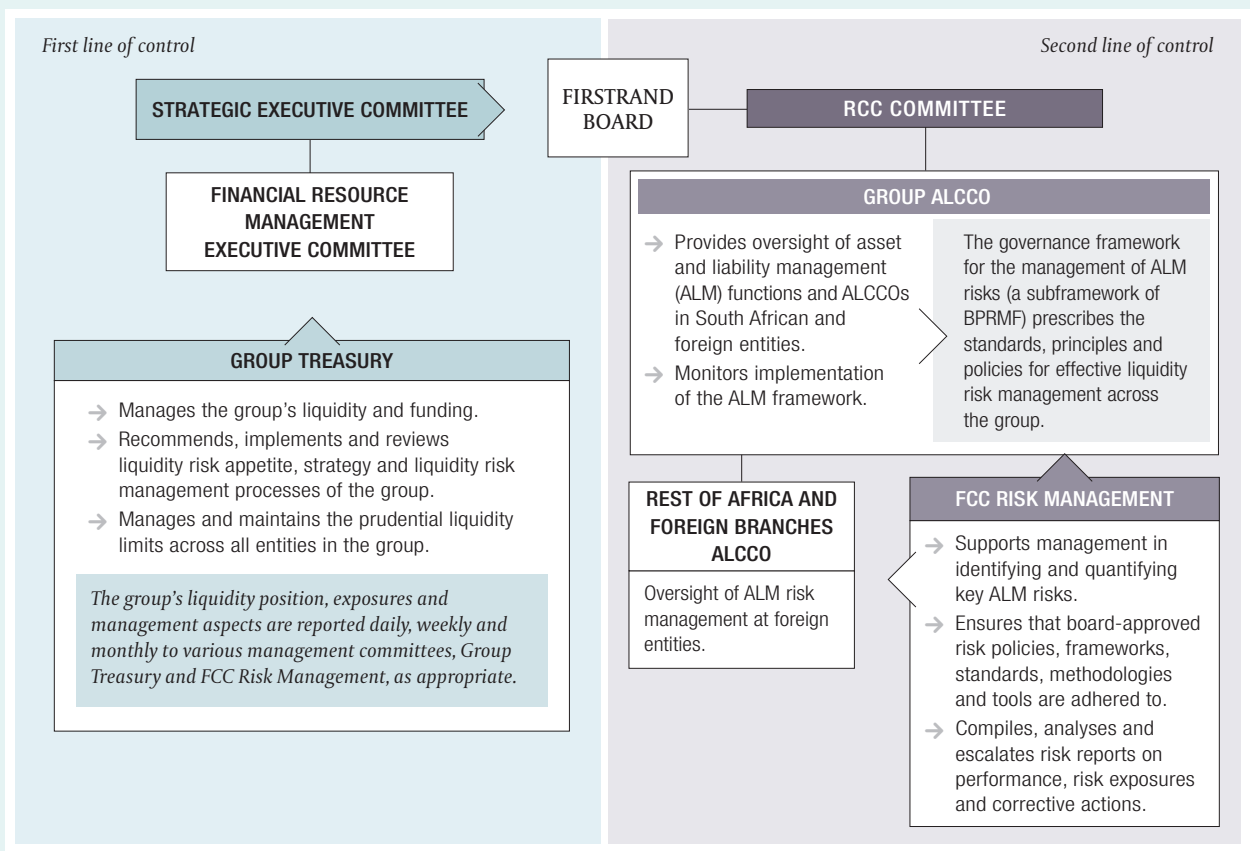 First line of control
Second line of control
STRATEGIC EXECUTIVE COMMITTEE
FIRSTRAND
BOARD
RCC COMMITTEE
FINANCIAL RESOURCE
MANAGEMENT
EXECUTIVE COMMITTEE
GROUP TREASURY
→ Manages the group’s liquidity and funding.
→ Recommends, implements and reviews
liquidity risk appetite, strategy and liquidity risk
management processes of the group.
→ Manages and maintains the prudential liquidity
limits across all entities in the group.
The group’s liquidity position, exposures and
management aspects are reported daily, weekly and
monthly to various management committees, Group
Treasury and FCC Risk Management, as appropriate.
GROUP ALCCO
→ Provides oversight of asset
and liability management
(ALM) functions and ALCCOs
in South African and
foreign entities.
→ Monitors implementation
of the ALM framework.
The governance framework
for the management of ALM
risks (a subframework of
BPRMF) prescribes the
standards, principles and
policies for effective liquidity
risk management across
the group.
REST OF AFRICA AND
FOREIGN BRANCHES
ALCCO
Oversight of ALM risk
management at foreign
entities.
FCC RISK MANAGEMENT
→ Supports management in
identifying and quantifying
key ALM risks.
→ Ensures that board-approved
risk policies, frameworks,
standards, methodologies
and tools are adhered to.
→ Compiles, analyses and
escalates risk reports on
performance, risk exposures
and corrective actions.